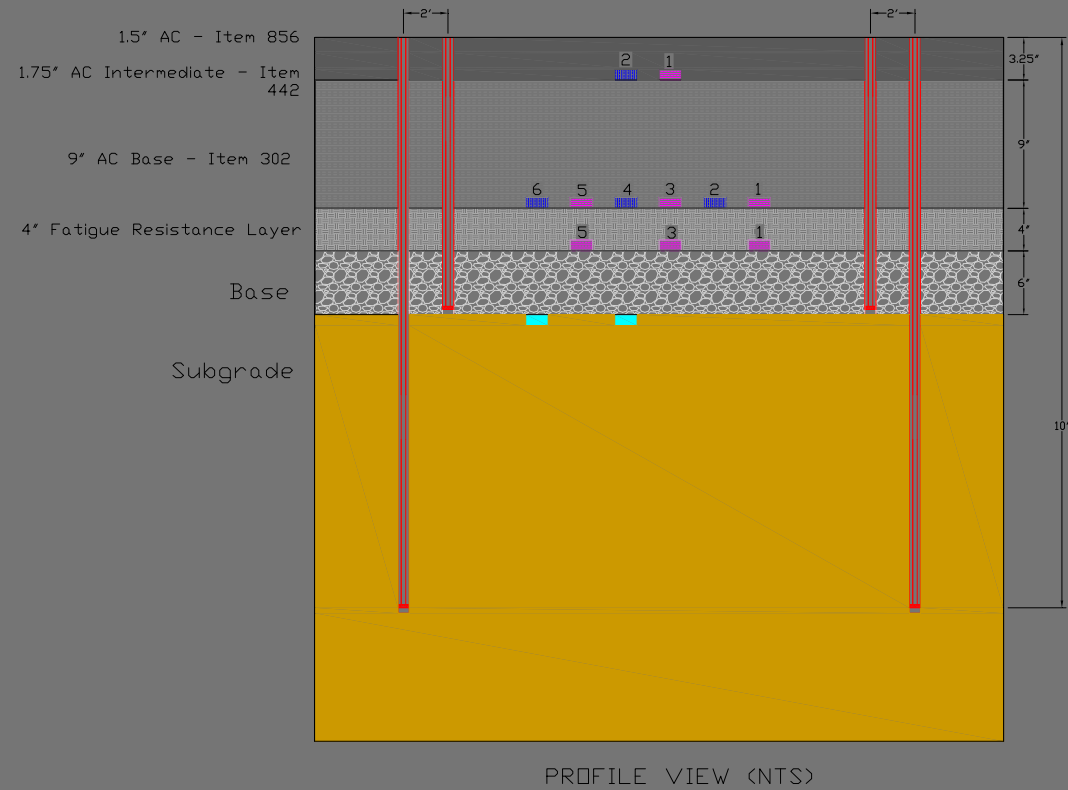 2'
2'
1.5" AC - Item 856
3.25"
2 1
1.75" AC Intermediate - Item
442
9"
9" AC Base - Item 302
6 5 4 3 2 1
4" Fatigue Resistance Layer
4"
5 3 1
Base
6"
Subgrade
10'
PROFILE VIEW (NTS)